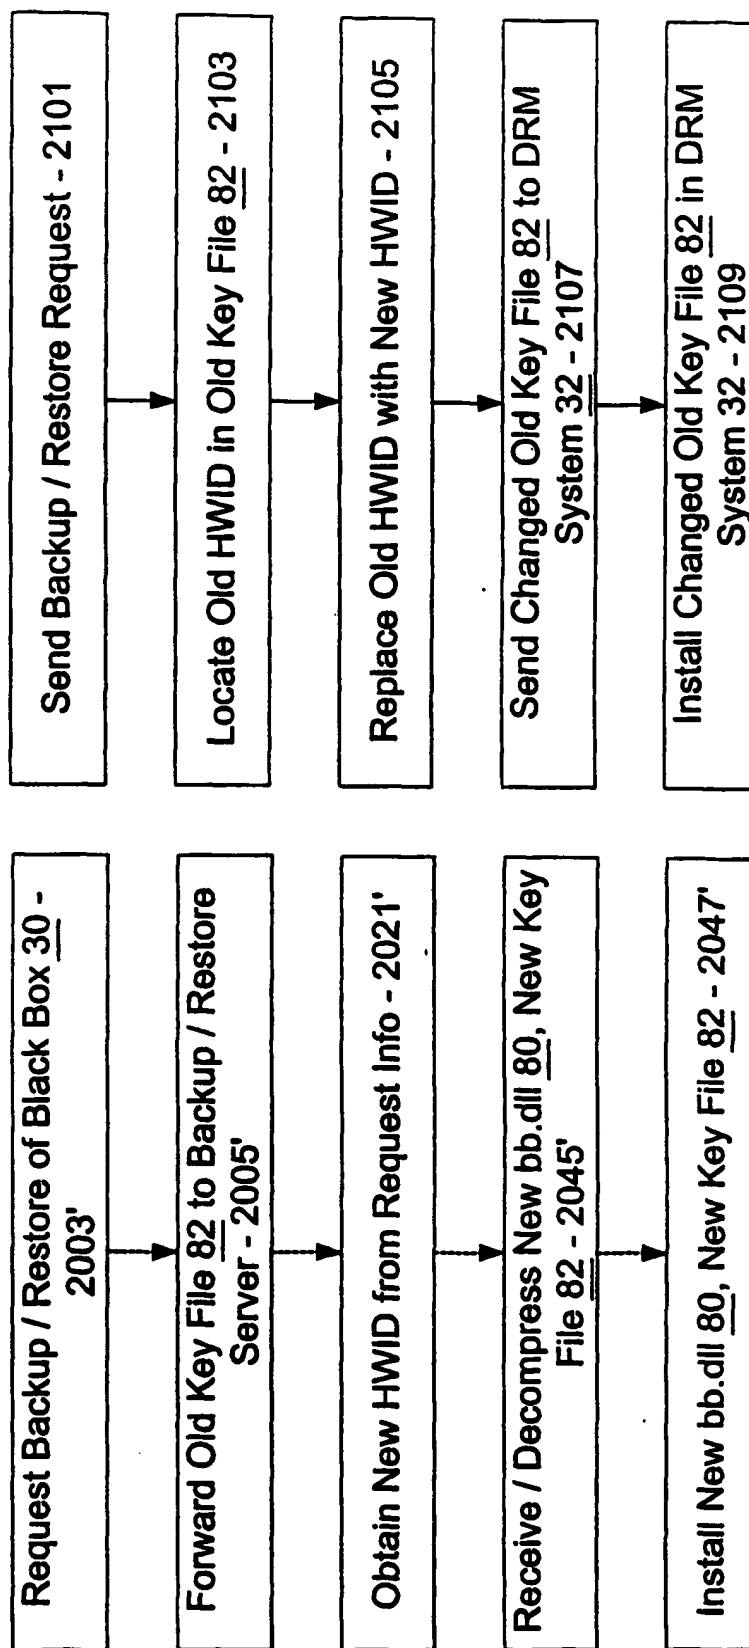 Request Backup / Restore of Black Box 30 -
2003'
Forward Old Key File 82 to Backup / Restore
Server - 2005'
Obtain New HWID from Request Info - 2021'
Receive / Decompress New bb.dll 80, New Key
File 82 - 2045'
Install New bb.dll 80, New Key File 82 - 2047'
Send Backup / Restore Request - 2101
Locate Old HWID in Old Key File 82 - 2103
Replace Old HWID with New HWID - 2105
Send Changed Old Key File 82 to DRM
System 32 - 2107
Install Changed Old Key File 82 in DRM
System 32 - 2109